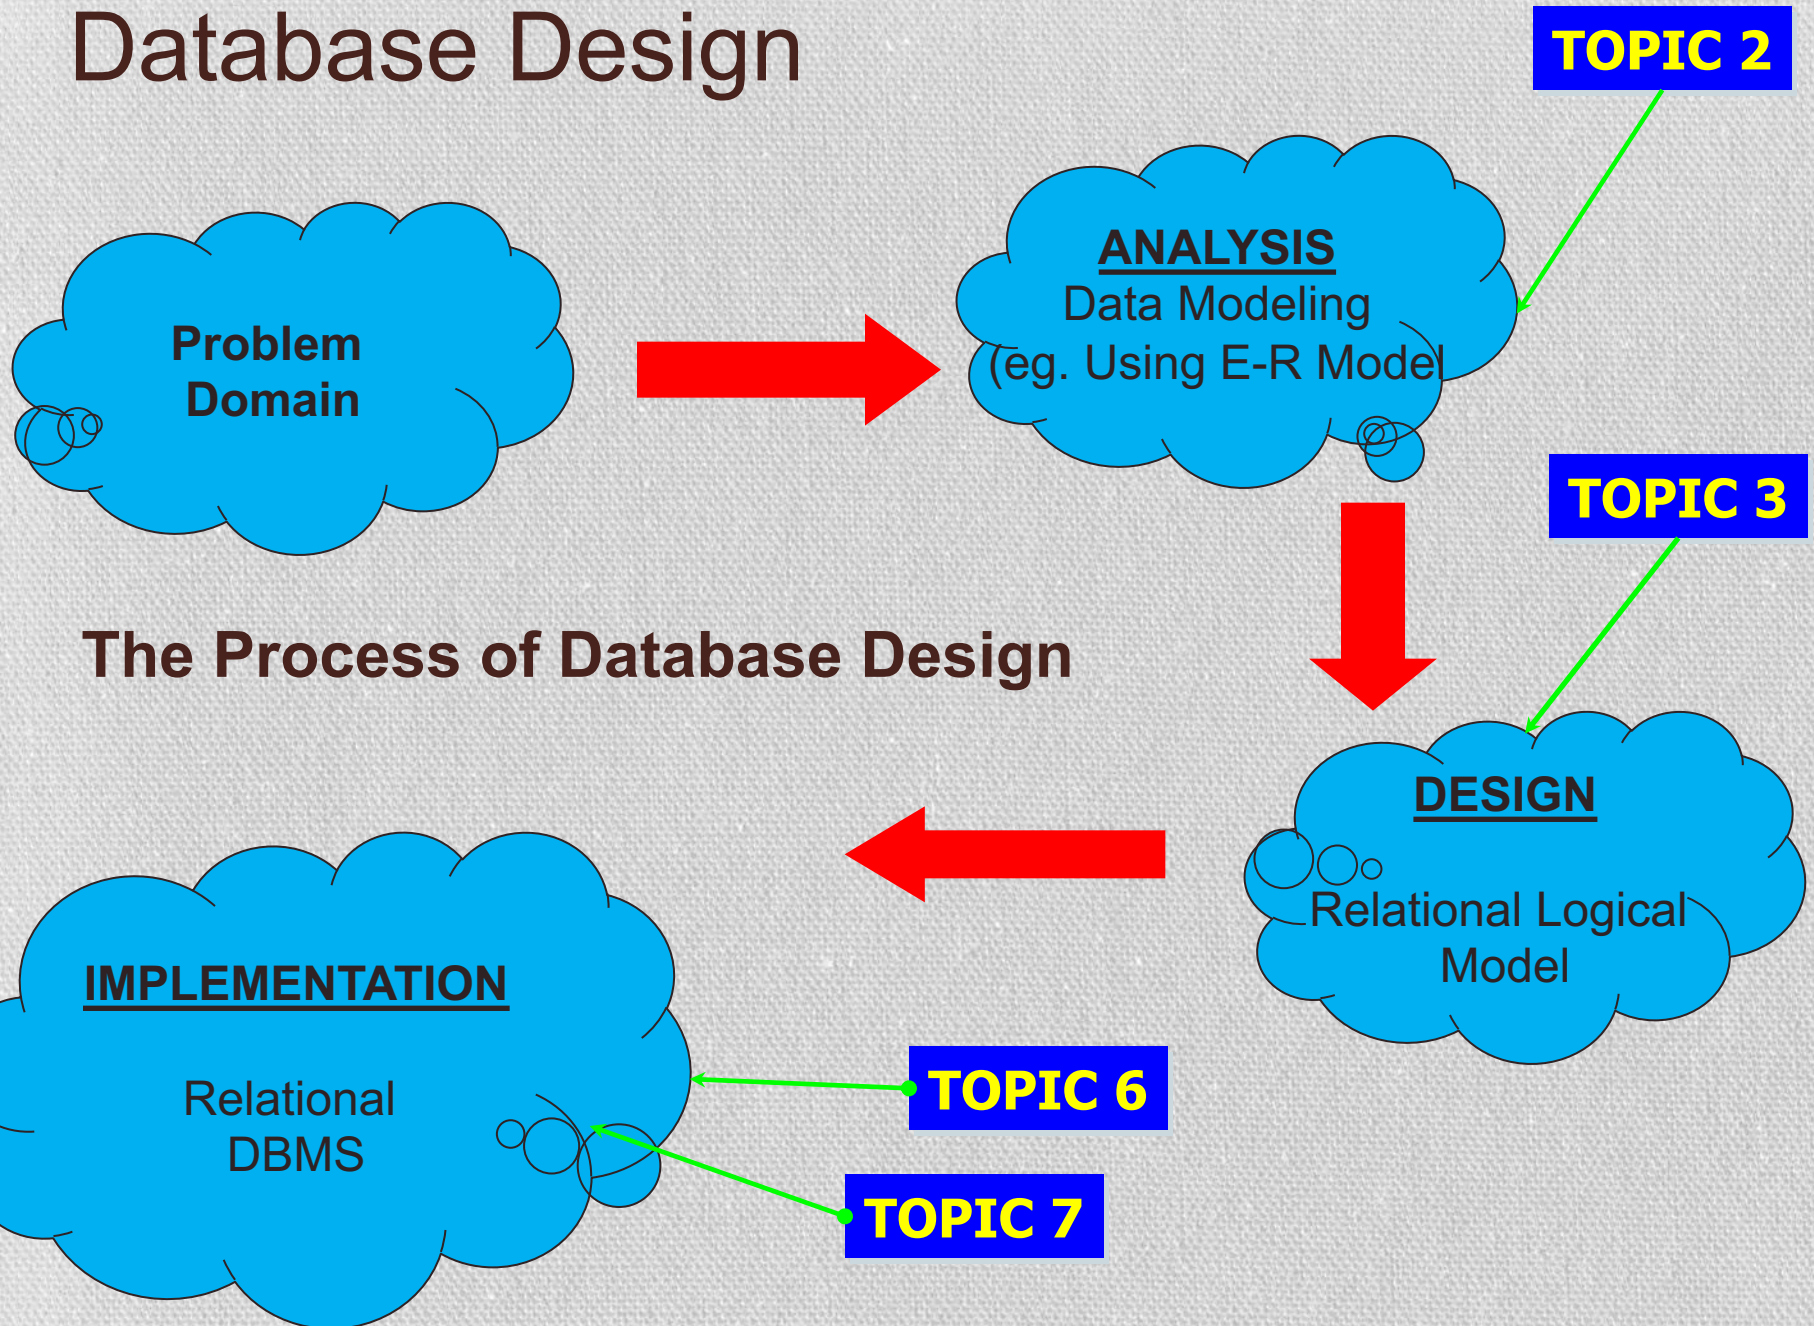 Database Design
TOPIC 2
Problem
Domain
ANALYSIS
Data Modeling
(eg. Using E-R Model
TOPIC 3
The Process of Database Design
DESIGN
Relational Logical
Model
IMPLEMENTATION
Relational
DBMS
TOPIC 6
TOPIC 7